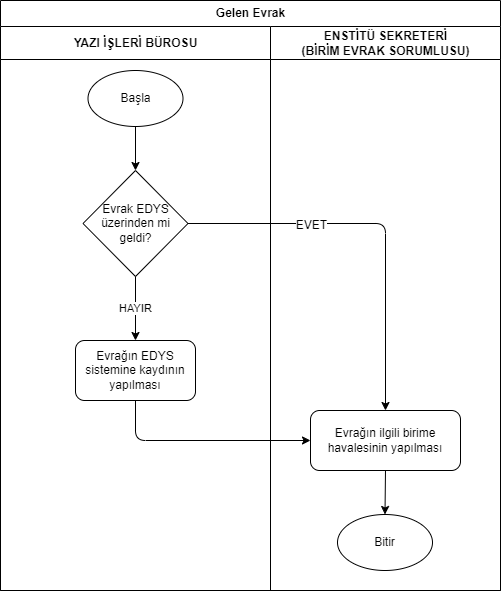 Gelen Evrak
YAZI İŞLERİ BÜROSU
ENSTİTÜ SEKRETERİ
(BİRİM EVRAK SORUMLUSU)
Başla
Evrak EDYS
üzerinden mi
geldi?
EVET
HAYIR
Evrağın EDYS
sistemine kaydının
yapılması
Evrağın ilgili birime
havalesinin yapılması
Bitir